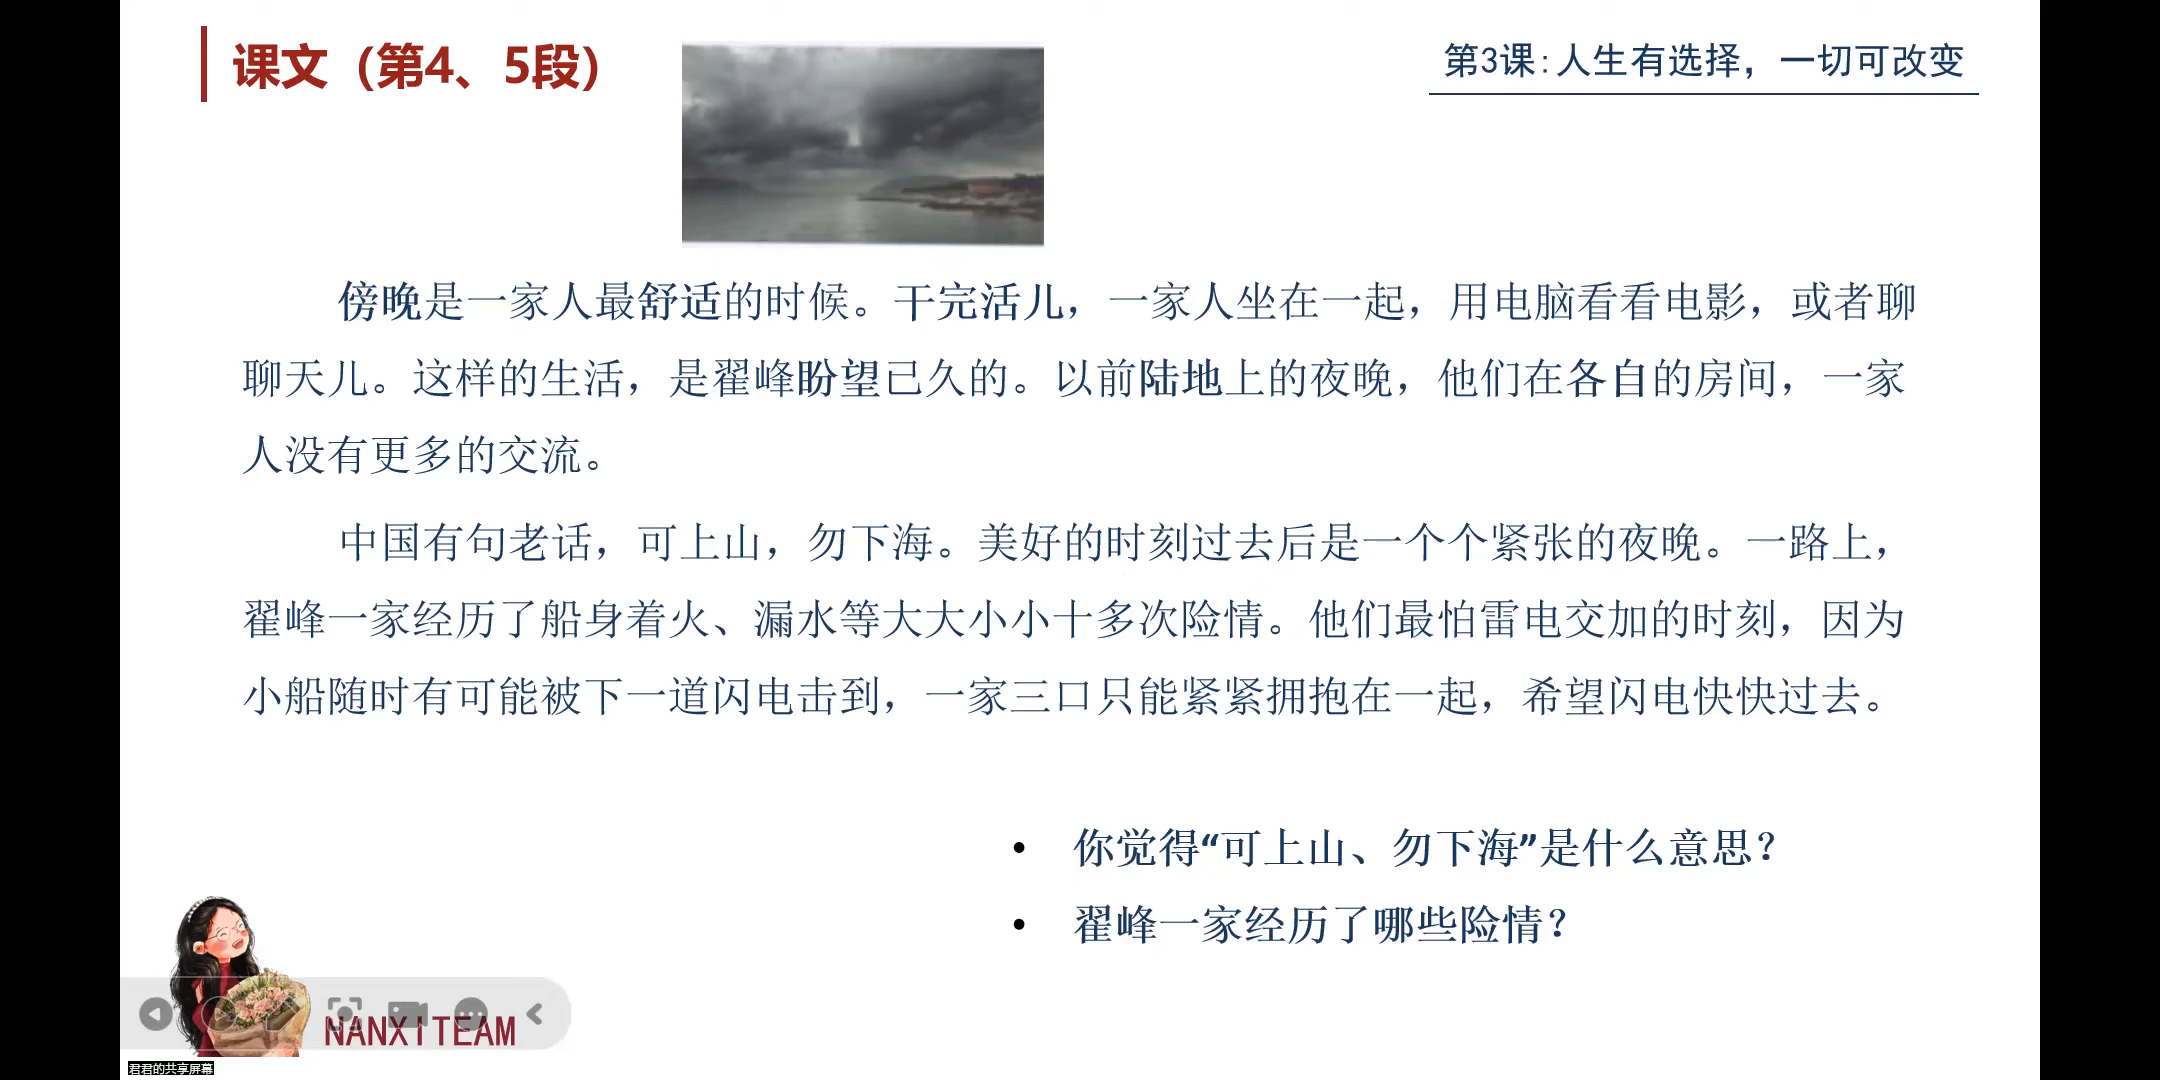 课文（第4、5段）
第3课:人生有选择，一切可改变
傍晚是一家人最舒适的时候。干完活儿，一家人坐在一起，用电脑看看电影，或者聊
聊天儿。这样的生活，是翟峰盼望已久的。以前陆地上的夜晚，他们在各自的房间，一家
人没有更多的交流。
中国有句老话，可上山，勿下海。美好的时刻过去后是一个个紧张的夜晚。一路上，
翟峰一家经历了船身着火、漏水等大大小小十多次险情。他们最怕雷电交加的时刻，因为
小船随时有可能被下一道闪电击到，一家三口只能紧紧拥抱在一起，希望闪电快快过去。
• 你觉得“可上山、勿下海”是什么意思？
• 翟峰一家经历了哪些险情？
NANXITEAM
君君的共享屏幕